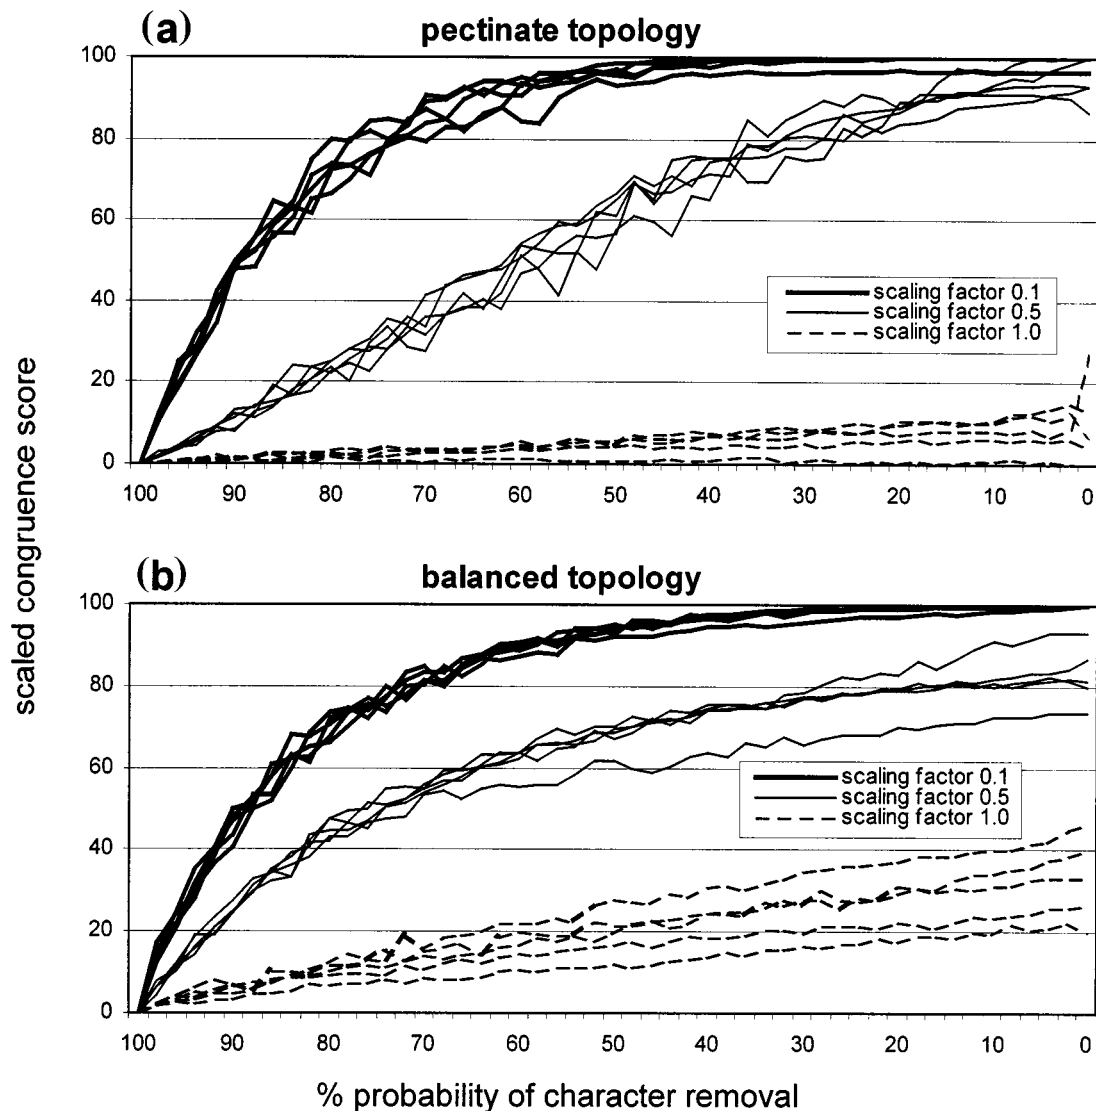 (a) pectinate topology
100
80
60
40
20
0
scaling factor 0.1
scaling factor 0.5
scaling factor 1.0
100 90 80 70 60 50 40 30 20 10 0
scaled congruence score
(b) balanced topology
100
80
60
40
20
0
scaling factor 0.1
scaling factor 0.5
scaling factor 1.0
100 90 80 70 60 50 40 30 20 10 0
% probability of character removal